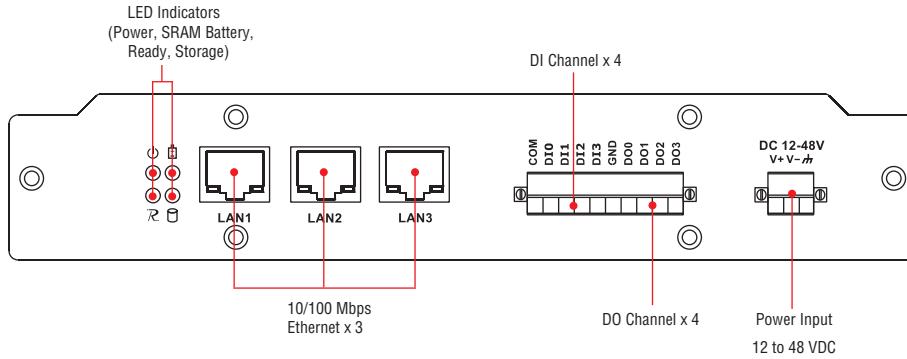 LED Indicators
(Power, SRAM Battery,
Ready, Storage)
DI Channel x 4
COM
DI0
DI1
DI2
DI3
GND
DO0
DO1
DO2
DO3
DC 12-48V
V+ V-
R
LAN1
LAN2
LAN3
10/100 Mbps
Ethernet x 3
DO Channel x 4
Power Input
12 to 48 VDC